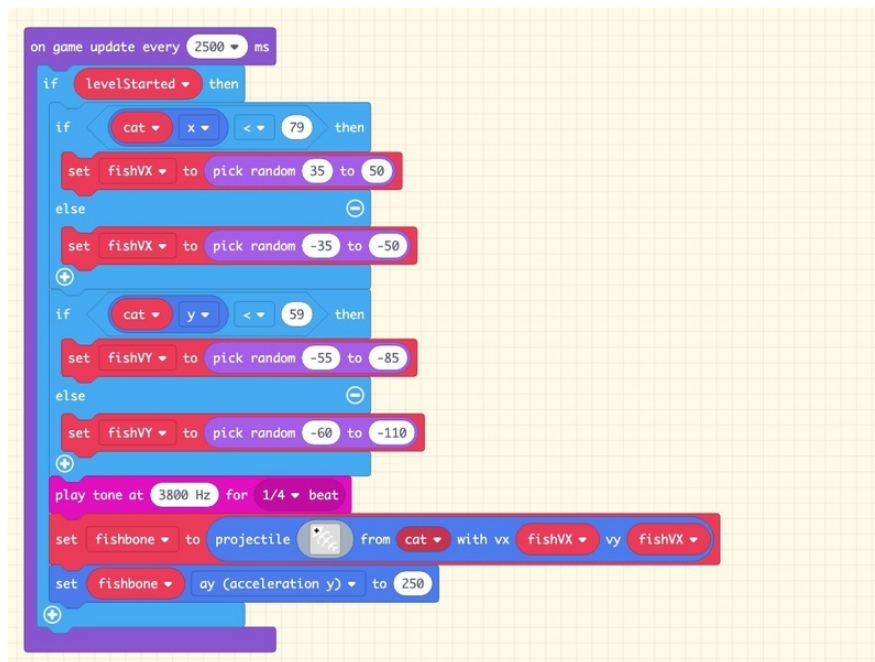 on game update every 2500 ms
if levelStarted then
if cat x < 79 then
set fishVX to pick random 35 to 50
else
set fishVX to pick random -35 to -50
if cat y < 59 then
set fishVY to pick random -55 to -85
else
set fishVY to pick random -60 to -110
play tone at 3800 Hz for 1/4 beat
set fishbone to projectile from cat with vx fishVX vy fishVX
set fishbone ay (acceleration y) to 250